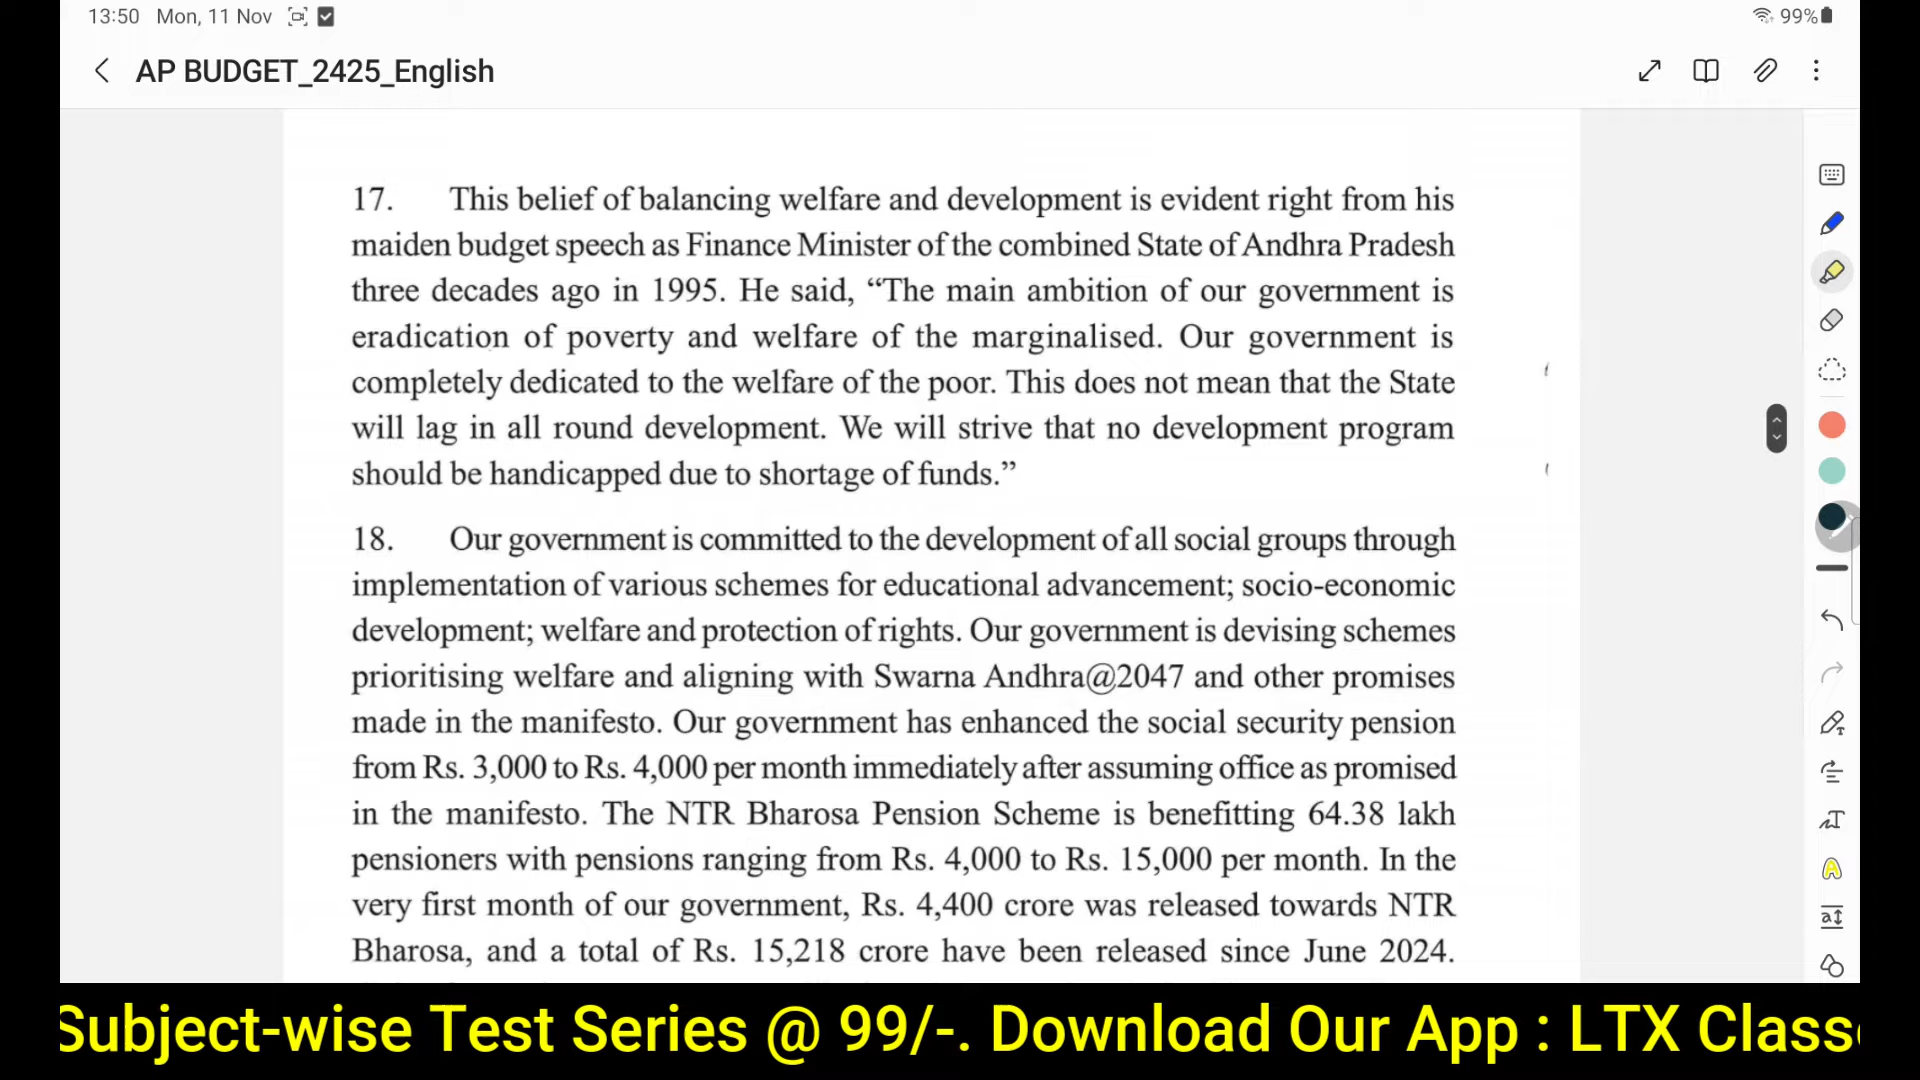 13:50 Mon, 11 Nov
99%
AP BUDGET_2425_English
17. This belief of balancing welfare and development is evident right from his
maiden budget speech as Finance Minister of the combined State of Andhra Pradesh
three decades ago in 1995. He said, “The main ambition of our government is
eradication of poverty and welfare of the marginalised. Our government is
completely dedicated to the welfare of the poor. This does not mean that the State
will lag in all round development. We will strive that no development program
should be handicapped due to shortage of funds.”
18. Our government is committed to the development of all social groups through
implementation of various schemes for educational advancement; socio-economic
development; welfare and protection of rights. Our government is devising schemes
prioritising welfare and aligning with Swarna Andhra@2047 and other promises
made in the manifesto. Our government has enhanced the social security pension
from Rs. 3,000 to Rs. 4,000 per month immediately after assuming office as promised
in the manifesto. The NTR Bharosa Pension Scheme is benefitting 64.38 lakh
pensioners with pensions ranging from Rs. 4,000 to Rs. 15,000 per month. In the
very first month of our government, Rs. 4,400 crore was released towards NTR
Bharosa, and a total of Rs. 15,218 crore have been released since June 2024.
Subject-wise Test Series @ 99/-. Download Our App : LTX Classe